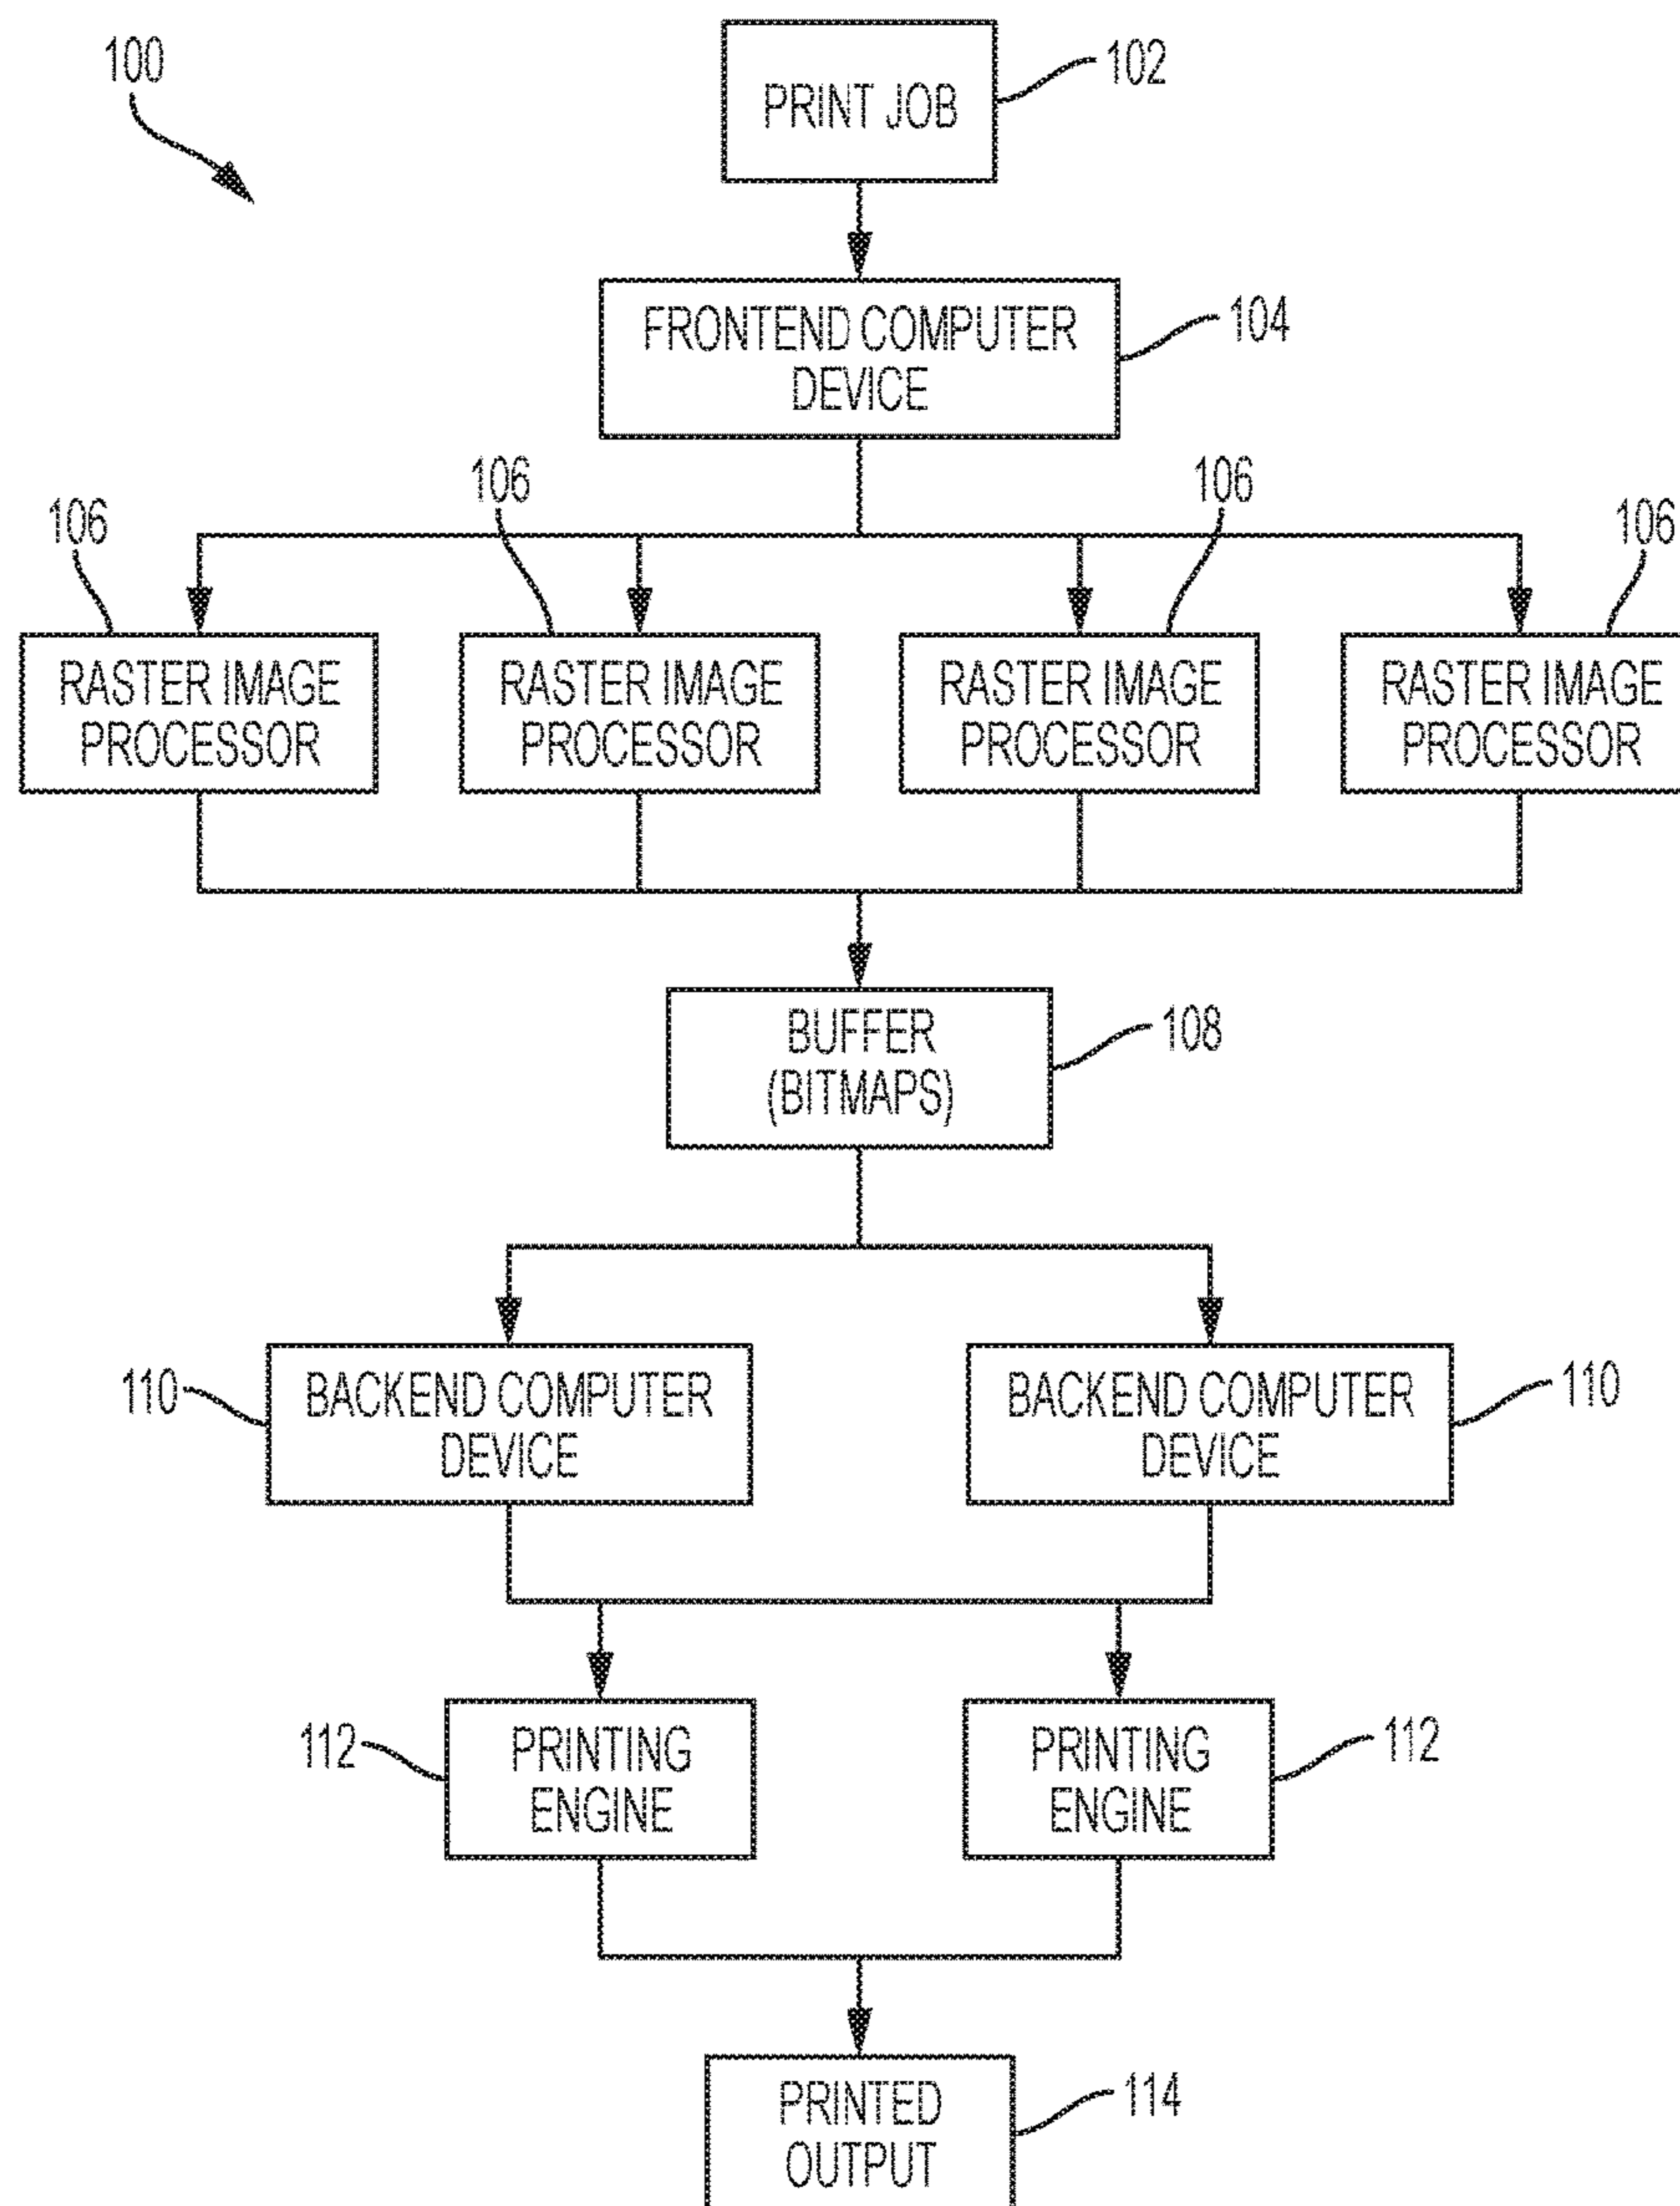 100
PRINT JOB
102
FRONTEND COMPUTER
DEVICE
104
106
106
106
106
RASTER IMAGE
PROCESSOR
RASTER IMAGE
PROCESSOR
RASTER IMAGE
PROCESSOR
RASTER IMAGE
PROCESSOR
BUFFER
(BITMAPS)
108
110
BACKEND COMPUTER
DEVICE
BACKEND COMPUTER
DEVICE
110
112
PRINTING
ENGINE
PRINTING
ENGINE
112
PRINTED
OUTPUT
114